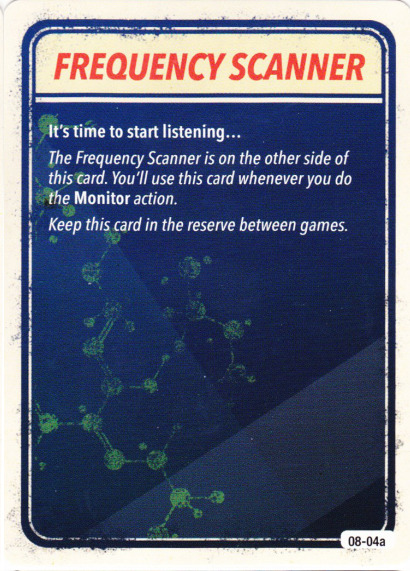 FREQUENCY SCANNER
It's time to start listening...
The Frequency Scanner is on the other side of
this card. You'll use this card whenever you do
the Monitor action.
Keep this card in the reserve between games.
08-04a